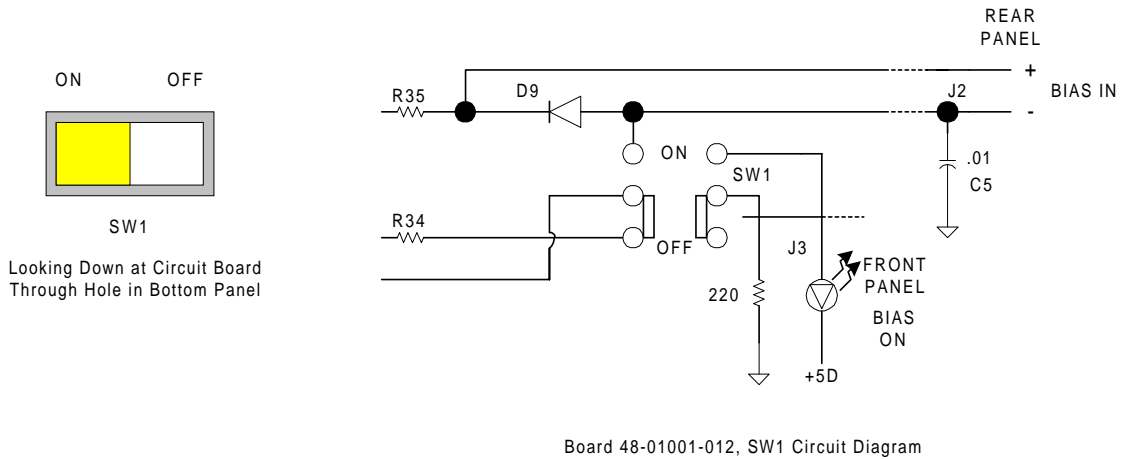 REAR
PANEL
ON OFF
+
R35
D9
J2
BIAS IN
-
ON
SW1
.01
C5
SW1
R34
OFF
J3
Looking Down at Circuit Board
Through Hole in Bottom Panel
FRONT
PANEL
220
BIAS
ON
+5D
Board 48-01001-012, SW1 Circuit Diagram